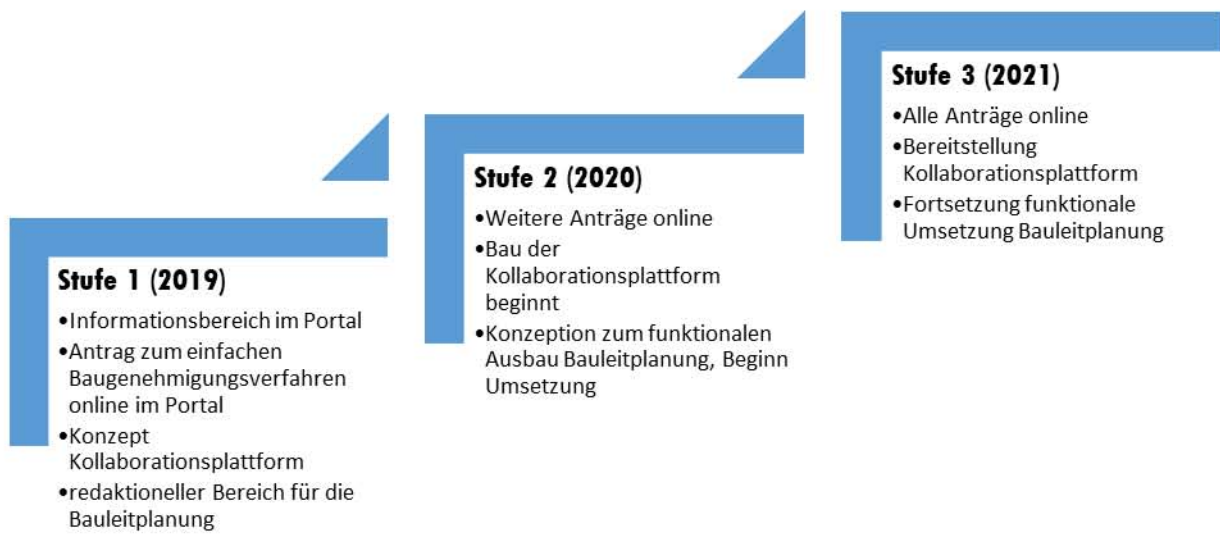 Stufe 1 (2019)
•Informationsbereich im Portal
•Antrag zum einfachen
Baugenehmigungsverfahren
online im Portal
•Konzept
Kollaborationsplattform
•redaktioneller Bereich für die
Bauleitplanung
Stufe 2 (2020)
•Weitere Anträge online
•Bau der
Kollaborationsplattform
beginnt
•Konzeption zum funktionalen
Ausbau Bauleitplanung, Beginn
Umsetzung
Stufe 3 (2021)
•Alle Anträge online
•Bereitstellung
Kollaborationsplattform
•Fortsetzung funktionale
Umsetzung Bauleitplanung